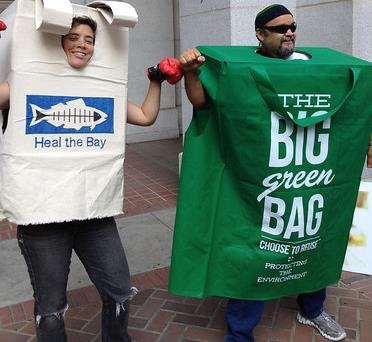 Heal the Bay
THE
BIG
green
BAG
CHOOSE TO REUSE
PROTECTING
THE
ENVIRONMENT